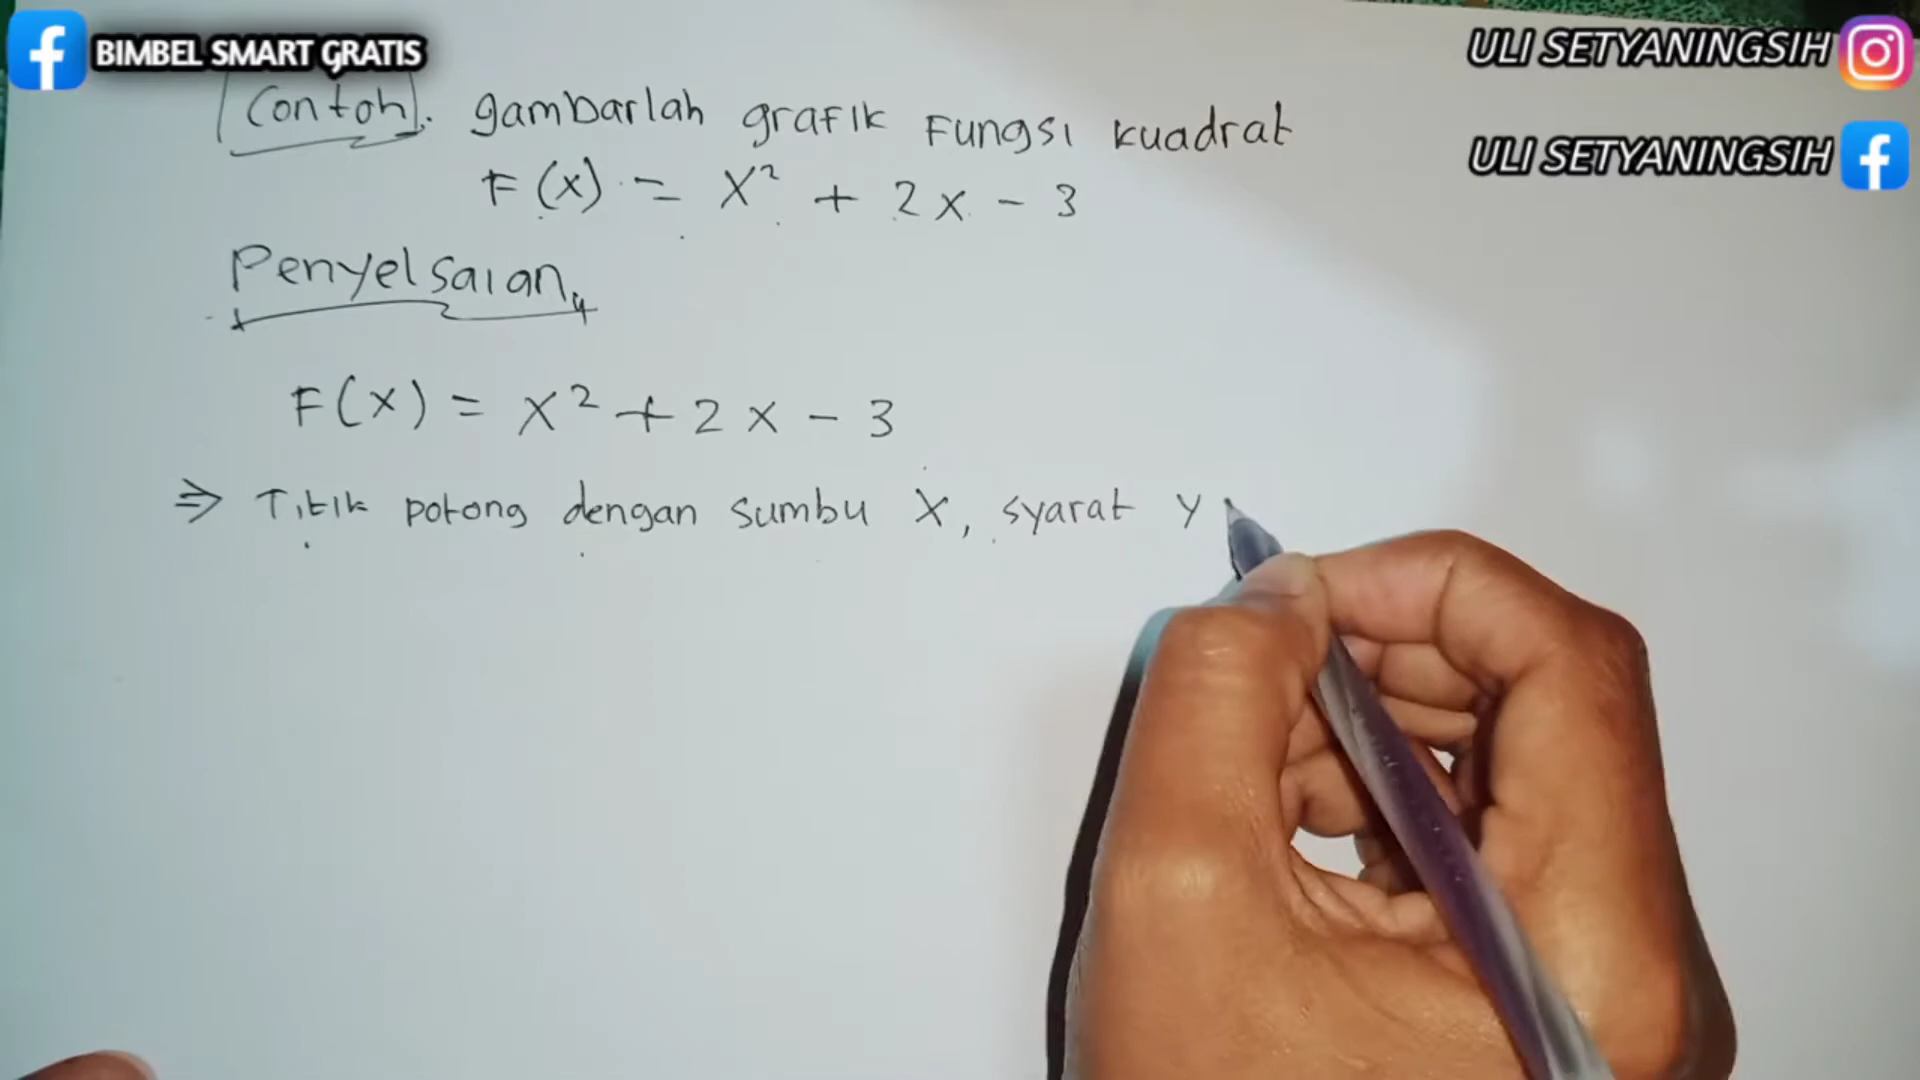 BIMBEL SMART GRATIS
ULI SETYANINGSIH
ULI SETYANINGSIH
Contoh. gambarlah grafik Fungsi kuadrat
F(x) = x² + 2x - 3
Penyelsaian
F(x) = x² + 2x - 3
⇒ Titik potong dengan sumbu X, syarat y